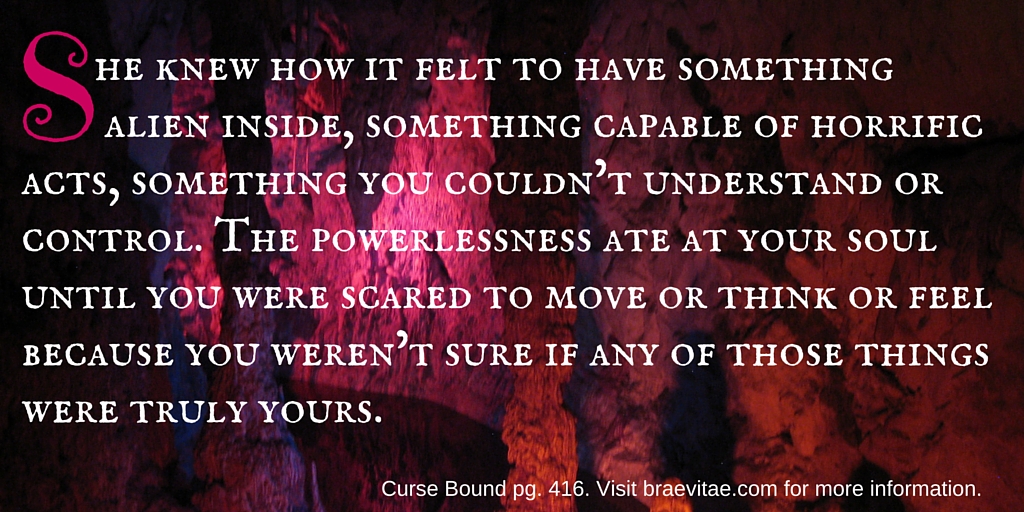 She knew how it felt to have something
alien inside, something capable of horrific
acts, something you couldn't understand or
control. The powerlessness ate at your soul
until you were scared to move or think or feel
because you weren't sure if any of those things
were truly yours.
Curse Bound pg. 416. Visit braevitae.com for more information.